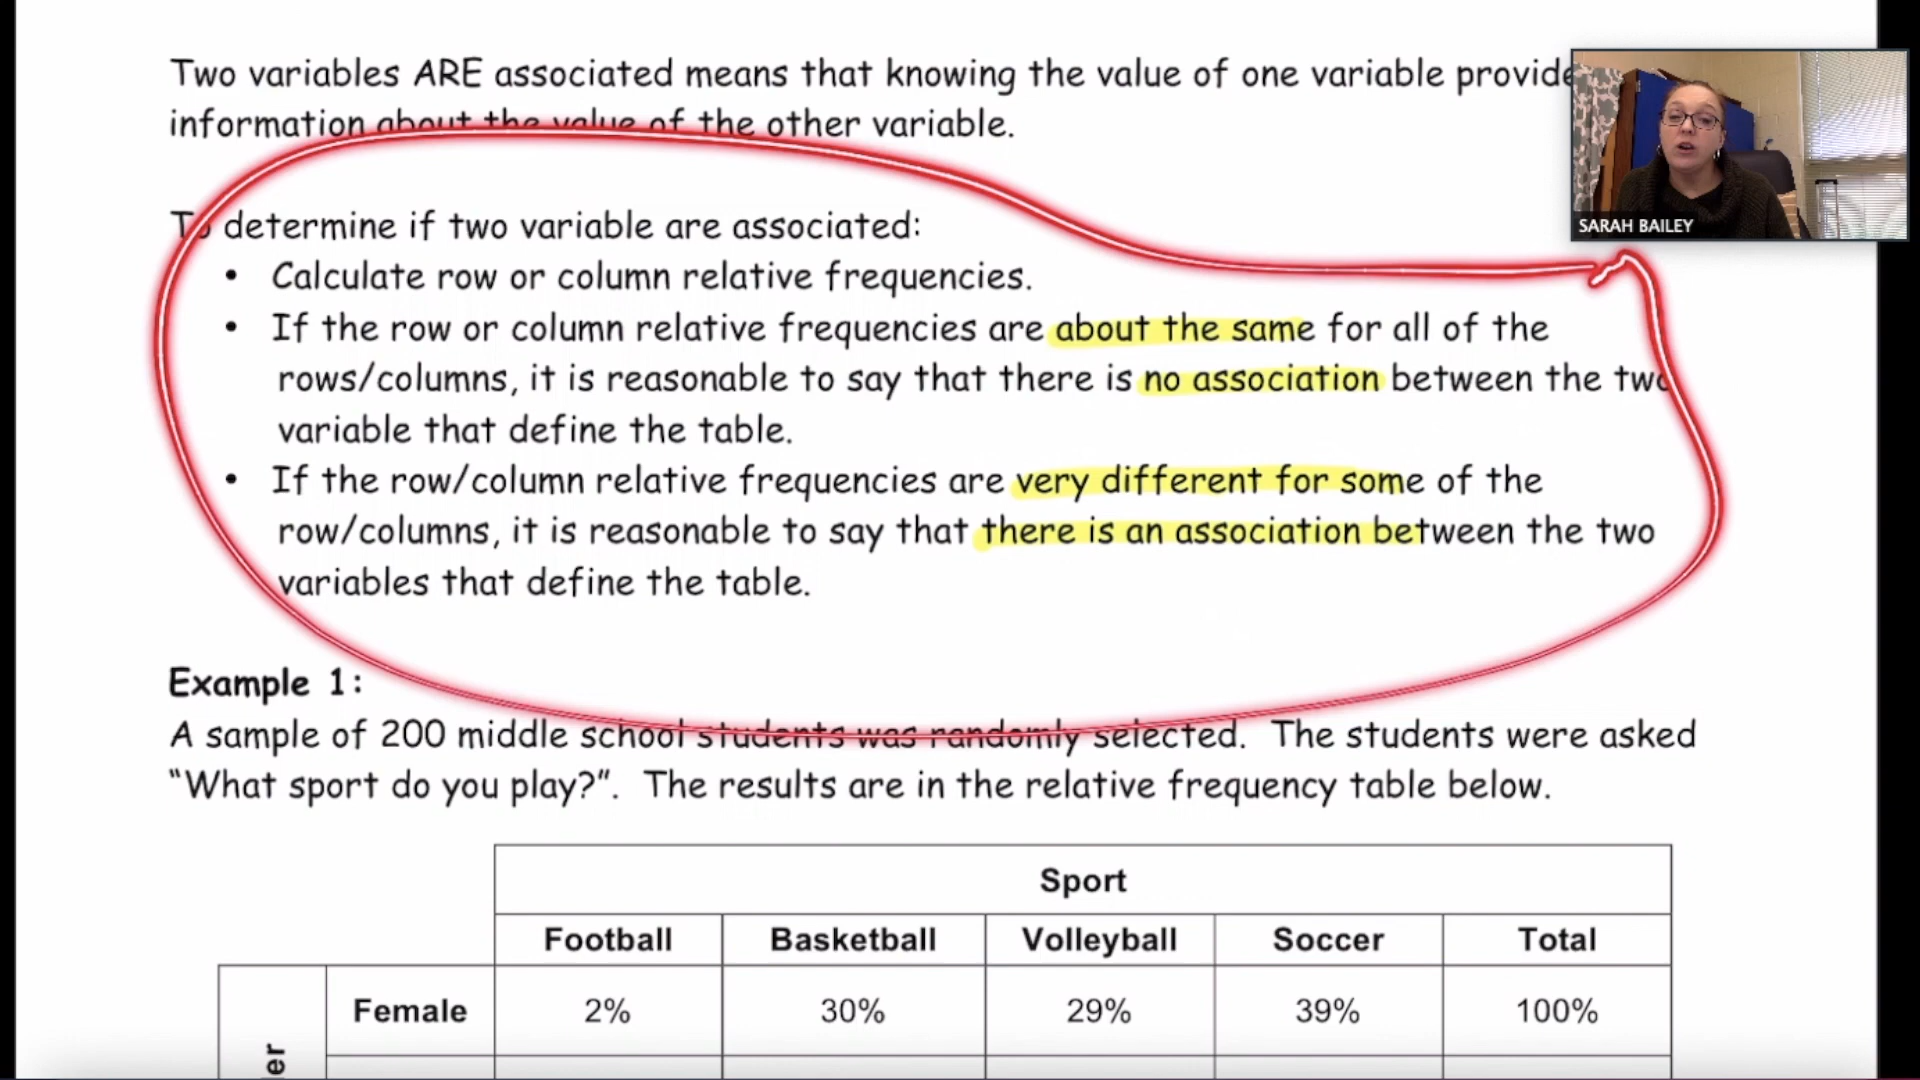 Two variables ARE associated means that knowing the value of one variable provide
information about the value of the other variable.
SARAH BAILEY
To determine if two variable are associated:
• Calculate row or column relative frequencies.
• If the row or column relative frequencies are about the same for all of the
rows/columns, it is reasonable to say that there is no association between the two
variable that define the table.
• If the row/column relative frequencies are very different for some of the
row/columns, it is reasonable to say that there is an association between the two
variables that define the table.
Example 1:
A sample of 200 middle school students was randomly selected. The students were asked
“What sport do you play?”. The results are in the relative frequency table below.
Sport
Football Basketball Volleyball Soccer Total
Female 2% 30% 29% 39% 100%
er